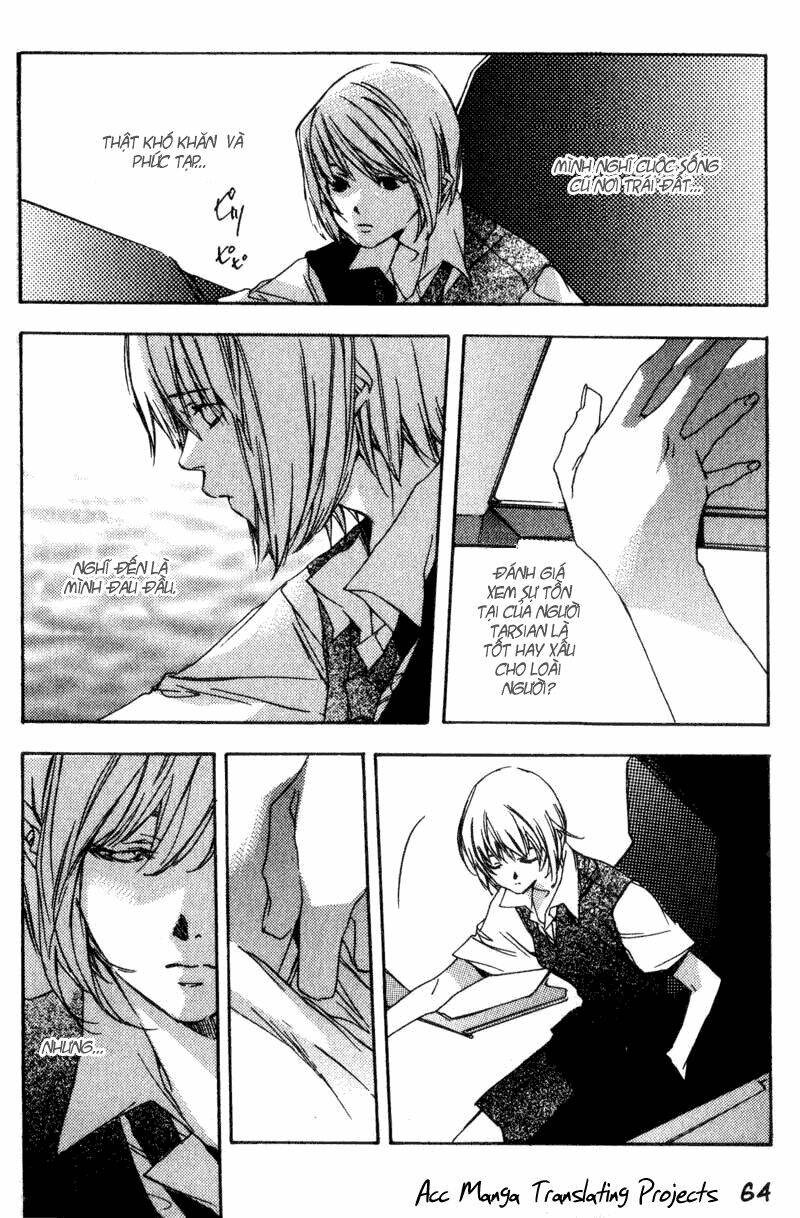 MÌNH NGHĨ CUỘC SỐNG
CŨ NƠI TRÁI ĐẤT...
THẬT KHÓ KHĂN VÀ
PHỨC TẠP...
ĐÁNH GIÁ
XEM SỰ TỒN
TẠI CỦA NGƯỜI
TARSIAN LÀ
TỐT HAY XẤU
CHO LOÀI
NGƯỜI?
NGHĨ ĐẾN LÀ
MÌNH ĐAU ĐẦU.
NHƯNG...
Acc Manga Translating Projects 64